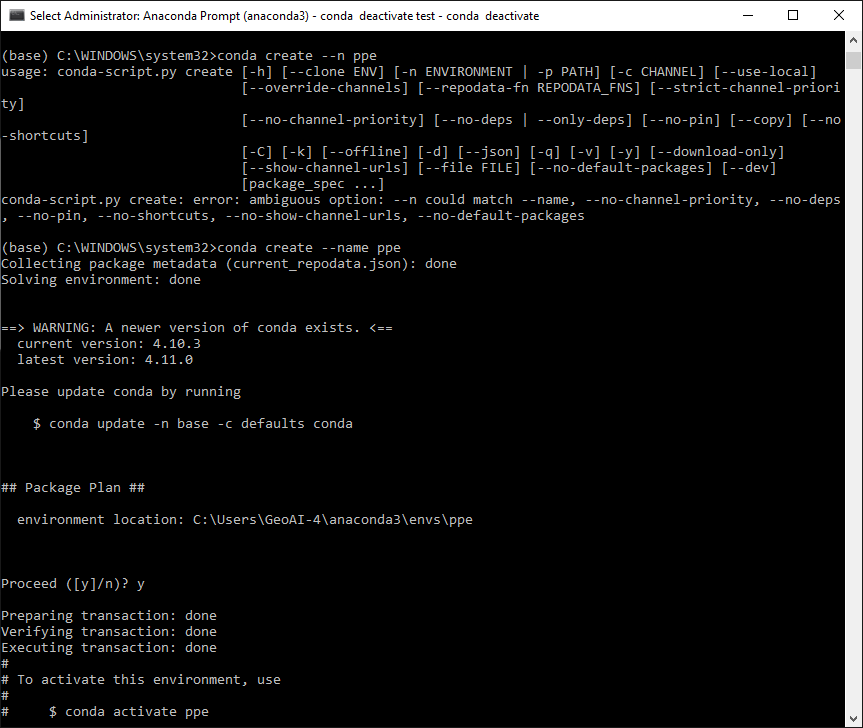 Select Administrator: Anaconda Prompt (anaconda3) - conda  deactivate test - conda  deactivate
(base) C:\WINDOWS\system32>conda create --n ppe
usage: conda-script.py create [-h] [--clone ENV] [-n ENVIRONMENT | -p PATH] [-c CHANNEL] [--use-local]
                              [--override-channels] [--repodata-fn REPODATA_FNS] [--strict-channel-priori
ty]
                              [--no-channel-priority] [--no-deps | --only-deps] [--no-pin] [--copy] [--no
-shortcuts]
                              [-C] [-k] [--offline] [-d] [--json] [-q] [-v] [-y] [--download-only]
                              [--show-channel-urls] [--file FILE] [--no-default-packages] [--dev]
                              [package_spec ...]
conda-script.py create: error: ambiguous option: --n could match --name, --no-channel-priority, --no-deps
, --no-pin, --no-shortcuts, --no-show-channel-urls, --no-default-packages
(base) C:\WINDOWS\system32>conda create --name ppe
Collecting package metadata (current_repodata.json): done
Solving environment: done
==> WARNING: A newer version of conda exists. <==
  current version: 4.10.3
  latest version: 4.11.0
Please update conda by running
    $ conda update -n base -c defaults conda
## Package Plan ##
  environment location: C:\Users\GeoAI-4\anaconda3\envs\ppe
Proceed ([y]/n)? y
Preparing transaction: done
Verifying transaction: done
Executing transaction: done
#
# To activate this environment, use
#
#     $ conda activate ppe